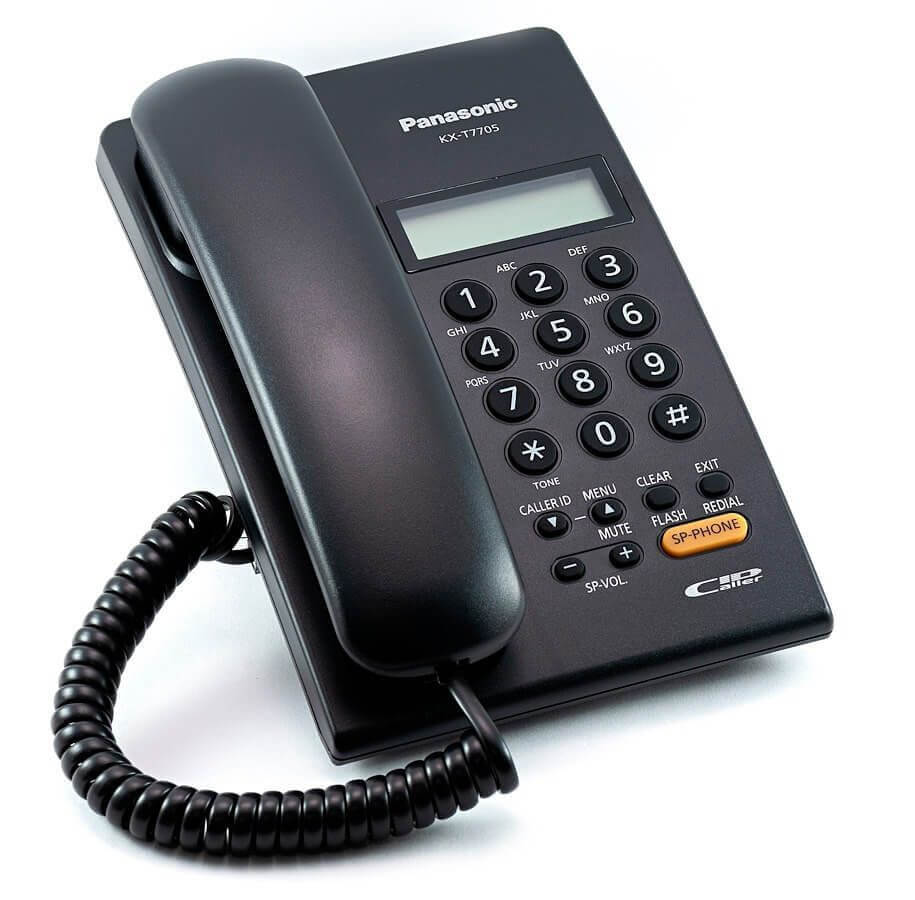 Panasonic
KX-T7705
ABC
DEF
1
2
3
GHI
JKL
MNO
4
5
6
PQRS
TUV
WXYZ
7
8
9
*
0
#
TONE
CALLER ID
MENU
CLEAR
EXIT
▼ – ▲
MUTE
FLASH
REDIAL
SP-PHONE
– +
SP-VOL.
Caller ID